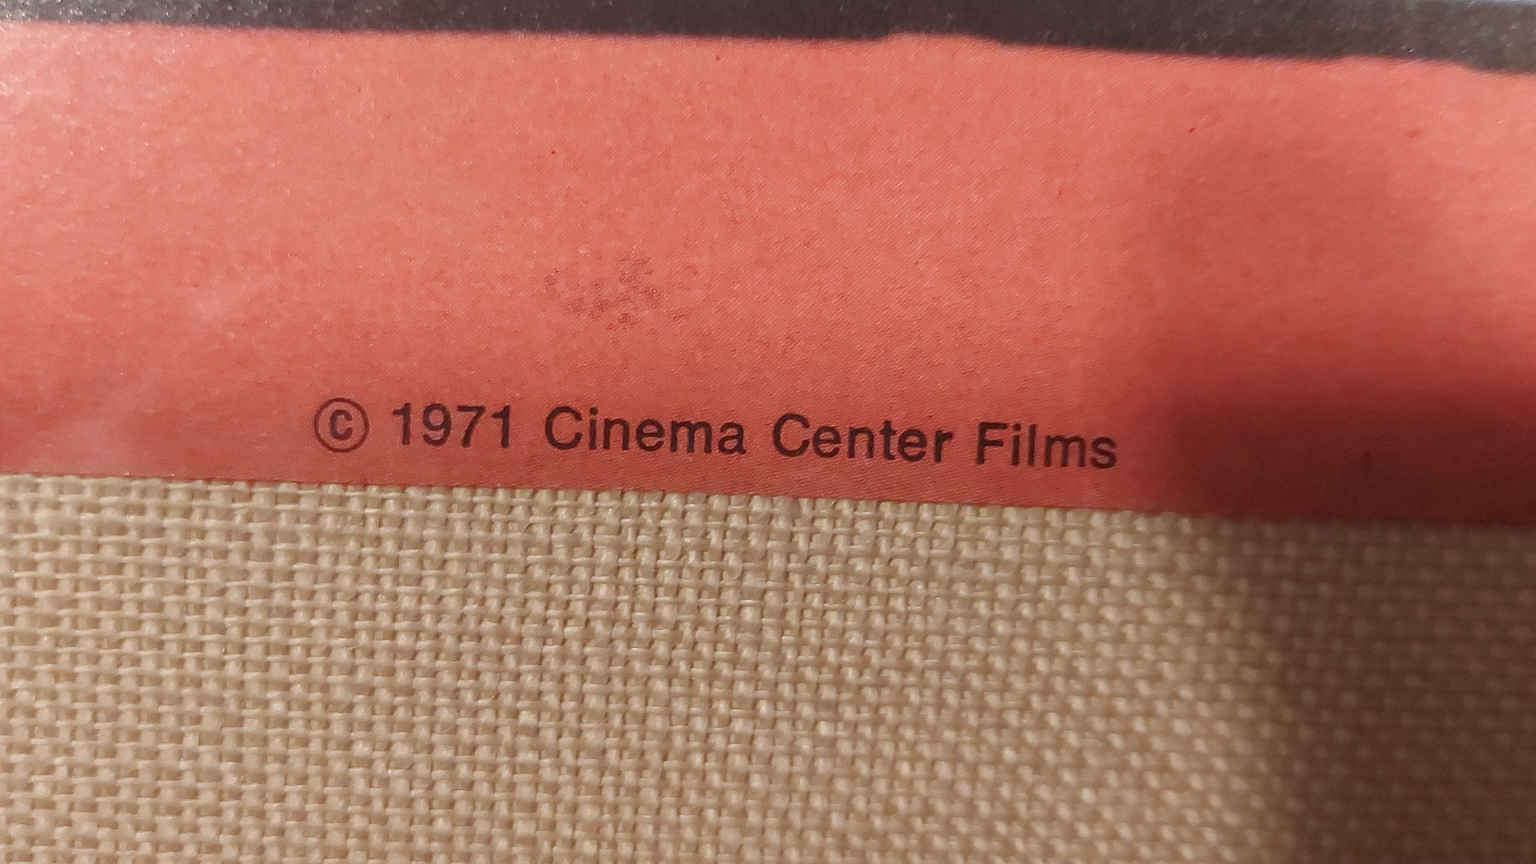 © 1971 Cinema Center Films